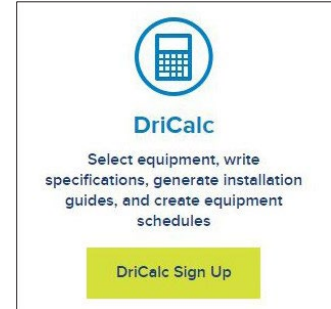 DriCalc
Select equipment, write
specifications, generate installation
guides, and create equipment
schedules
DriCalc Sign Up